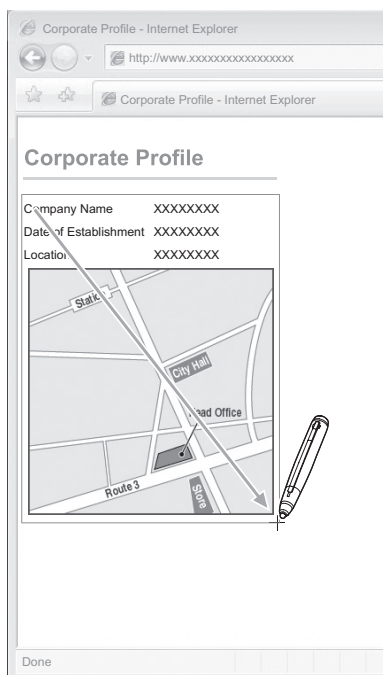 Corporate Profile - Internet Explorer
http://www.xxxxxxxxxxxxxxxxx
Corporate Profile - Internet Explorer
Corporate Profile
Company Name XXXXXXXX
Date of Establishment XXXXXXXX
Location XXXXXXXX
Station
City Hall
Head Office
Route 3
Store
Done